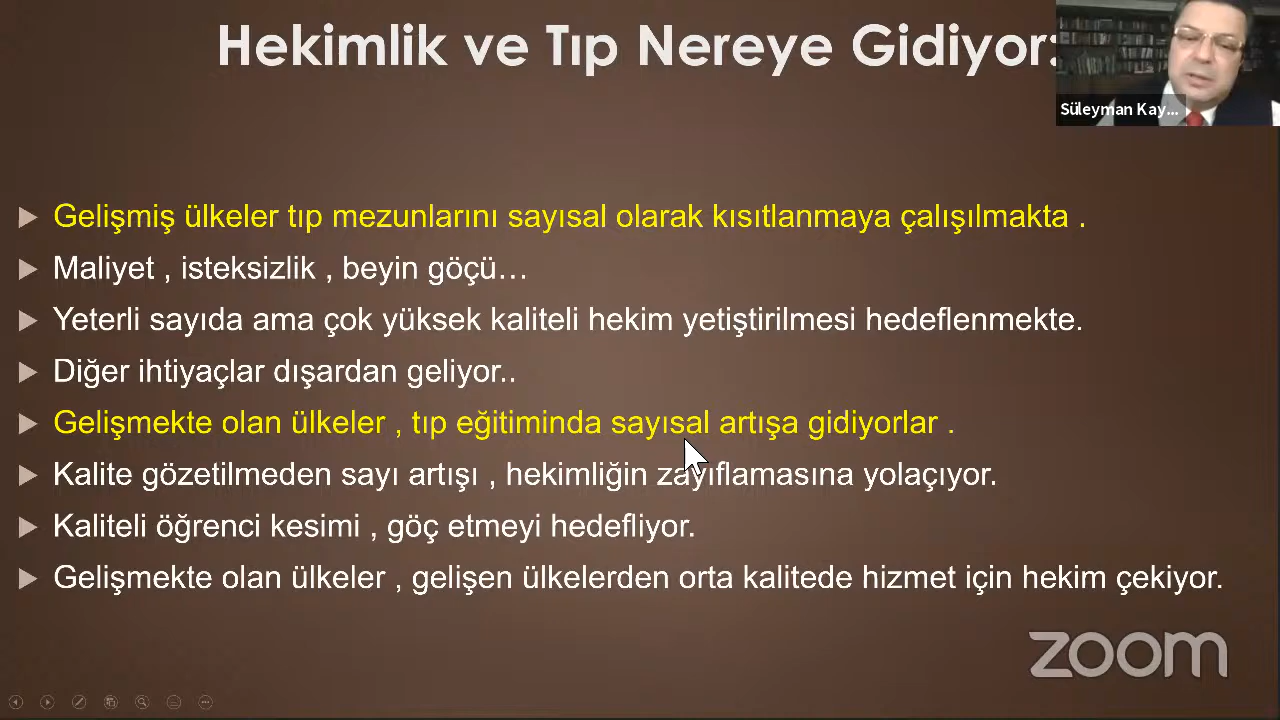 Hekimlik ve Tıp Nereye Gidiyor:
Süleyman Kay...
Gelişmiş ülkeler tıp mezunlarını sayısal olarak kısıtlanmaya çalışılmakta .
Maliyet , isteksizlik , beyin göçü…
Yeterli sayıda ama çok yüksek kaliteli hekim yetiştirilmesi hedeflenmekte.
Diğer ihtiyaçlar dışardan geliyor..
Gelişmekte olan ülkeler , tıp eğitiminda sayısal artışa gidiyorlar .
Kalite gözetilmeden sayı artışı , hekimliğin zayıflamasına yolaçıyor.
Kaliteli öğrenci kesimi , göç etmeyi hedefliyor.
Gelişmekte olan ülkeler , gelişen ülkelerden orta kalitede hizmet için hekim çekiyor.
zoom